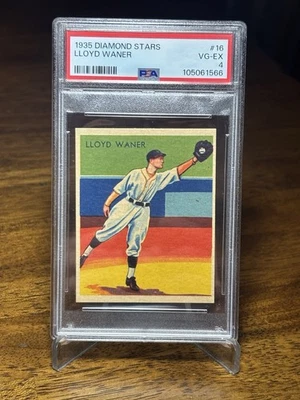 1935 DIAMOND STARS #16
LLOYD WANER VG-EX
4
PSA 105061566
LLOYD WANER